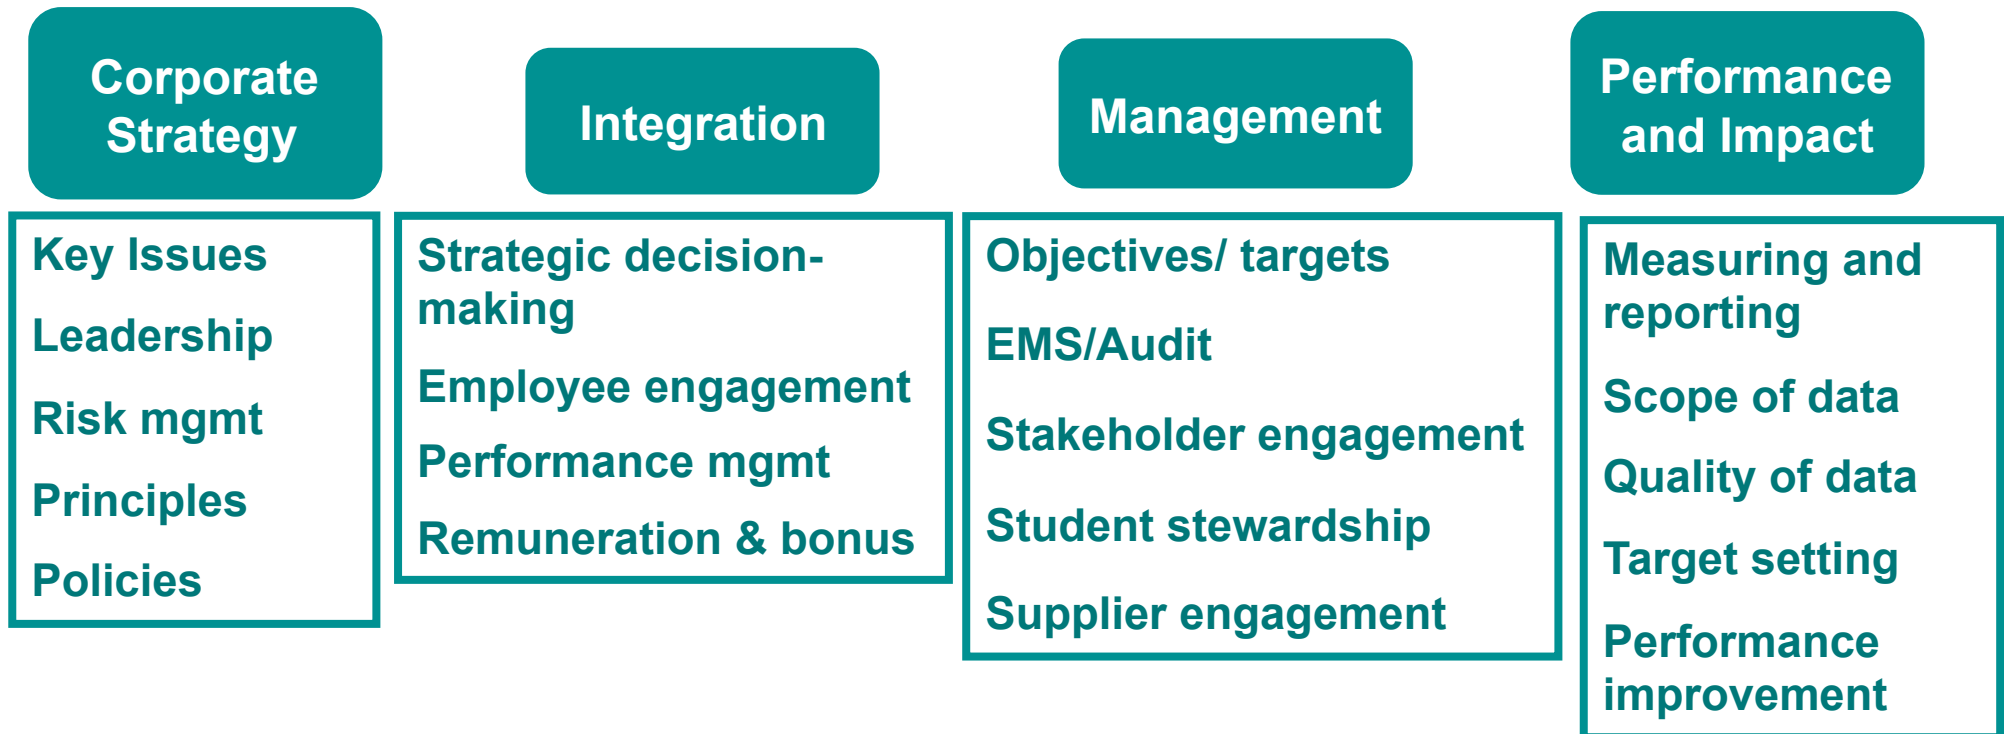 Corporate
Strategy
Key Issues
Leadership
Risk mgmt
Principles
Policies
Integration
Strategic decision-
making
Employee engagement
Performance mgmt
Remuneration & bonus
Management
Objectives/ targets
EMS/Audit
Stakeholder engagement
Student stewardship
Supplier engagement
Performance
and Impact
Measuring and
reporting
Scope of data
Quality of data
Target setting
Performance
improvement